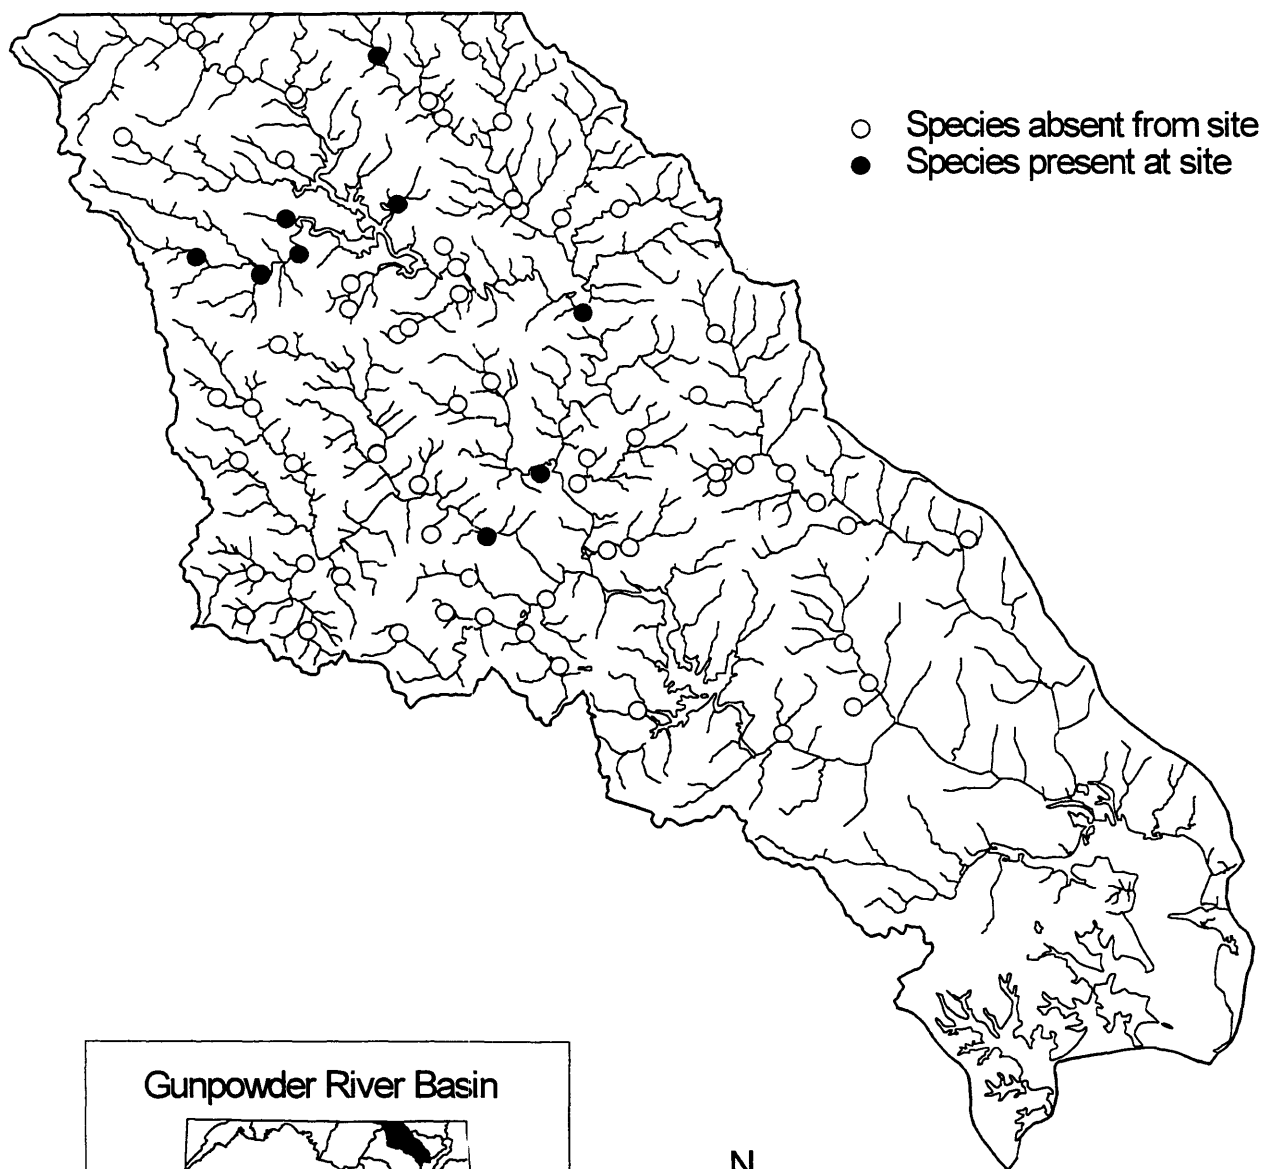 Species absent from site
Species present at site
Gunpowder River Basin
N